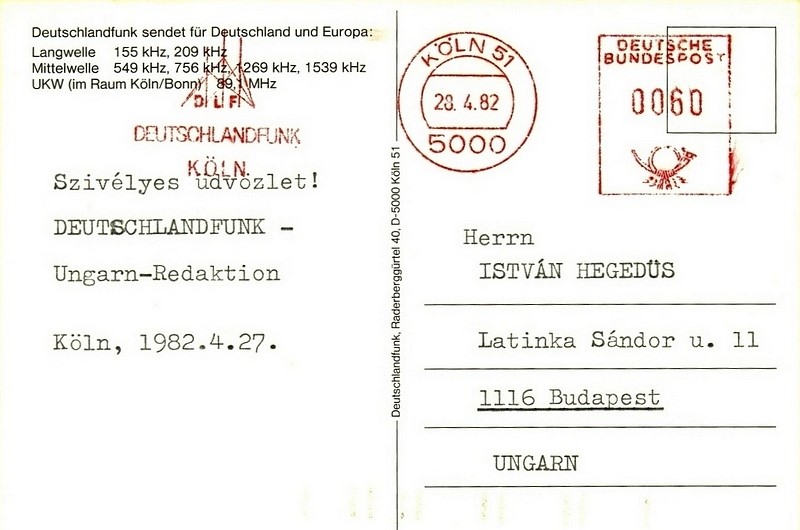 Deutschlandfunk sendet für Deutschland und Europa:
Langwelle 155 kHz, 209 kHz
Mittelwelle 549 kHz, 756 kHz, 1269 kHz, 1539 kHz
UKW (im Raum Köln/Bonn) 89,1 MHz
DLF
DEUTSCHLANDFUNK
KÖLN
Szivélyes üdvözlet!
DEUTSCHLANDFUNK –
Ungarn-Redaktion
Köln, 1982.4.27.
Deutschlandfunk, Raderberggürtel 40, D-5000 Köln 51
KÖLN 51
28.4.82
5000
DEUTSCHE
BUNDESPOST
0060
Herrn
ISTVÁN HEGEDÜS
Latinka Sándor u. 11
1116 Budapest
UNGARN